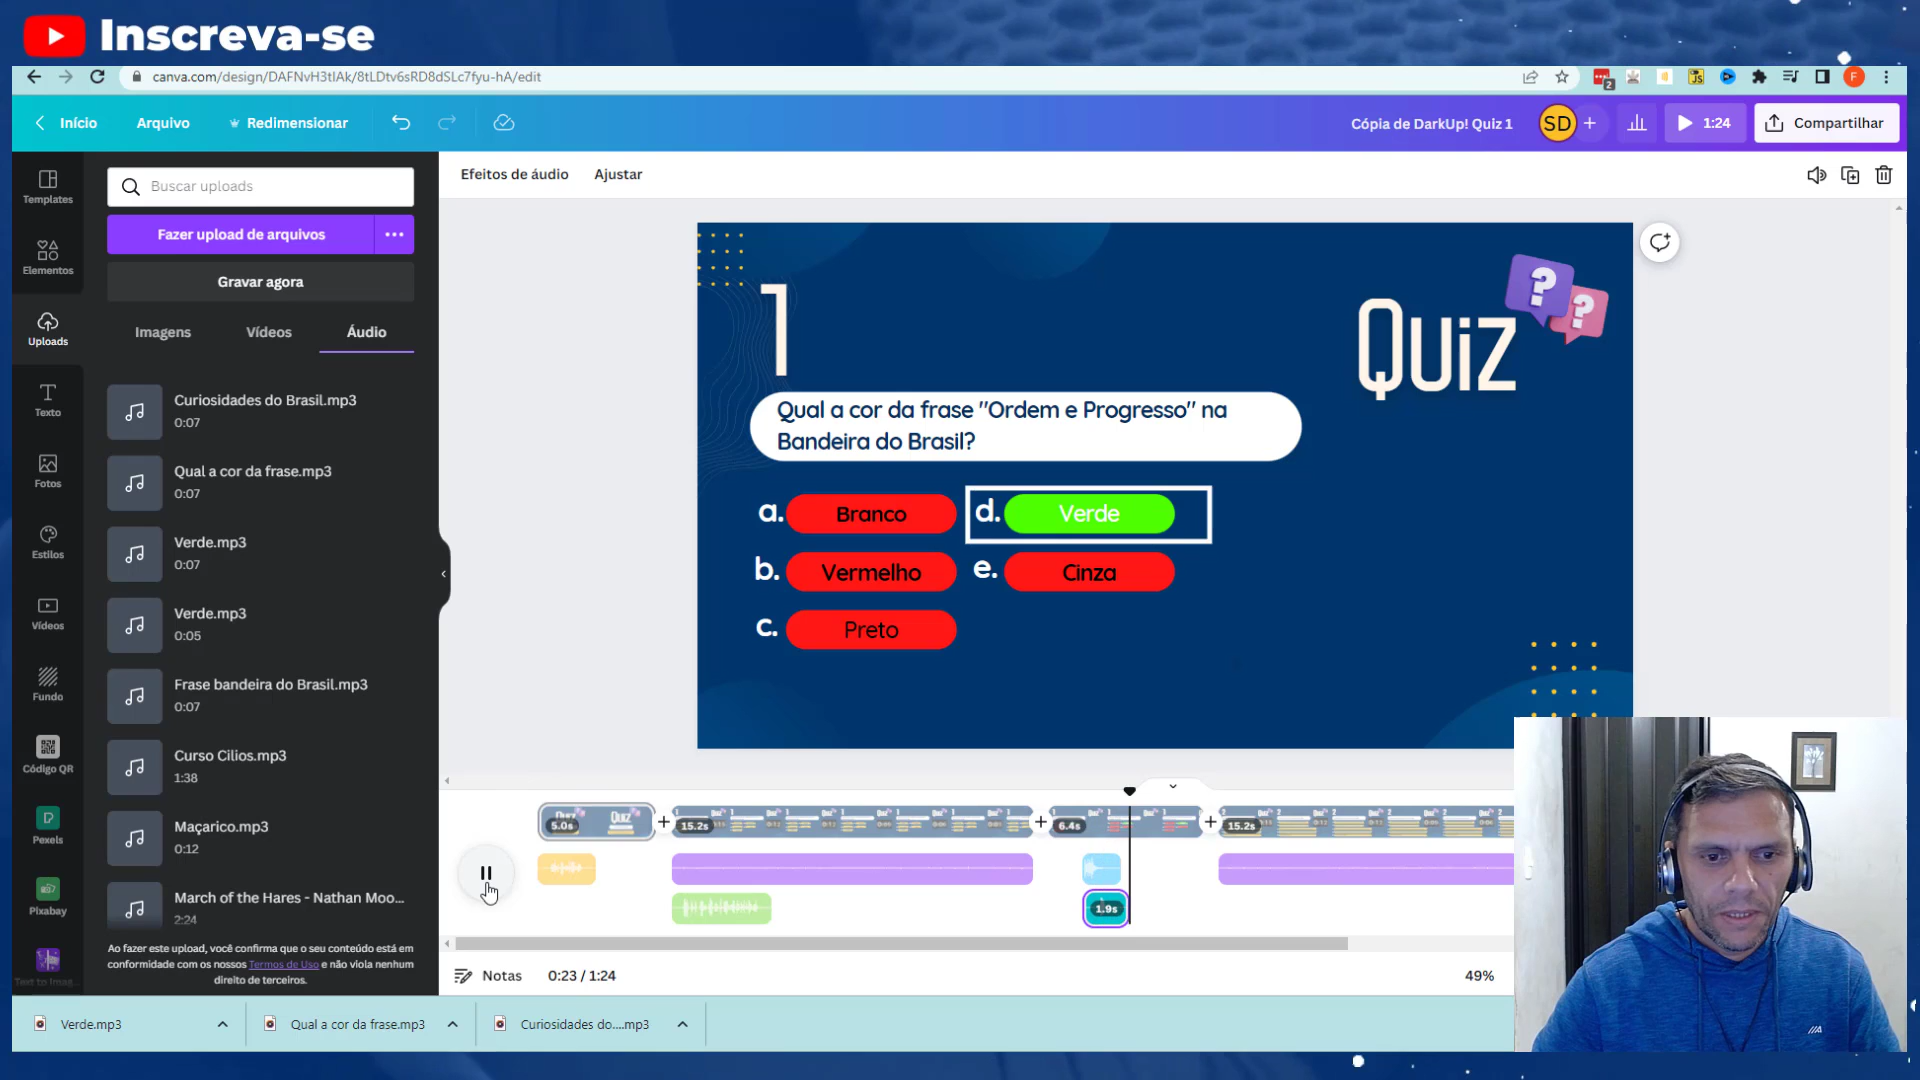 Inscreva-se
canva.com/design/DAFNvH3tIAk/8tLDtv6sRD8dSLc7fyu-hA/edit
2
JS
F
Início
Arquivo
Redimensionar
Cópia de DarkUp! Quiz 1
SD
1:24
Compartilhar
Templates
Elementos
Uploads
Texto
Fotos
Estilos
Vídeos
Fundo
Código QR
Pexels
Pixabay
Buscar uploads
Fazer upload de arquivos
Gravar agora
Imagens
Vídeos
Áudio
Curiosidades do Brasil.mp3
0:07
Qual a cor da frase.mp3
0:07
Verde.mp3
0:07
Verde.mp3
0:05
Frase bandeira do Brasil.mp3
0:07
Curso Cilios.mp3
1:38
Maçarico.mp3
0:12
March of the Hares - Nathan Moo...
2:24
Ao fazer este upload, você confirma que o seu conteúdo está em
conformidade com os nossos Termos de Uso e não viola nenhum
direito de terceiros.
Efeitos de áudio
Ajustar
1
Quiz
? ?
Qual a cor da frase "Ordem e Progresso" na
Bandeira do Brasil?
a. Branco
d. Verde
b. Vermelho
e. Cinza
c. Preto
5.0s
15.2s
6.4s
15.2s
1.9s
Notas
0:23 / 1:24
49%
Verde.mp3
Qual a cor da frase.mp3
Curiosidades do....mp3